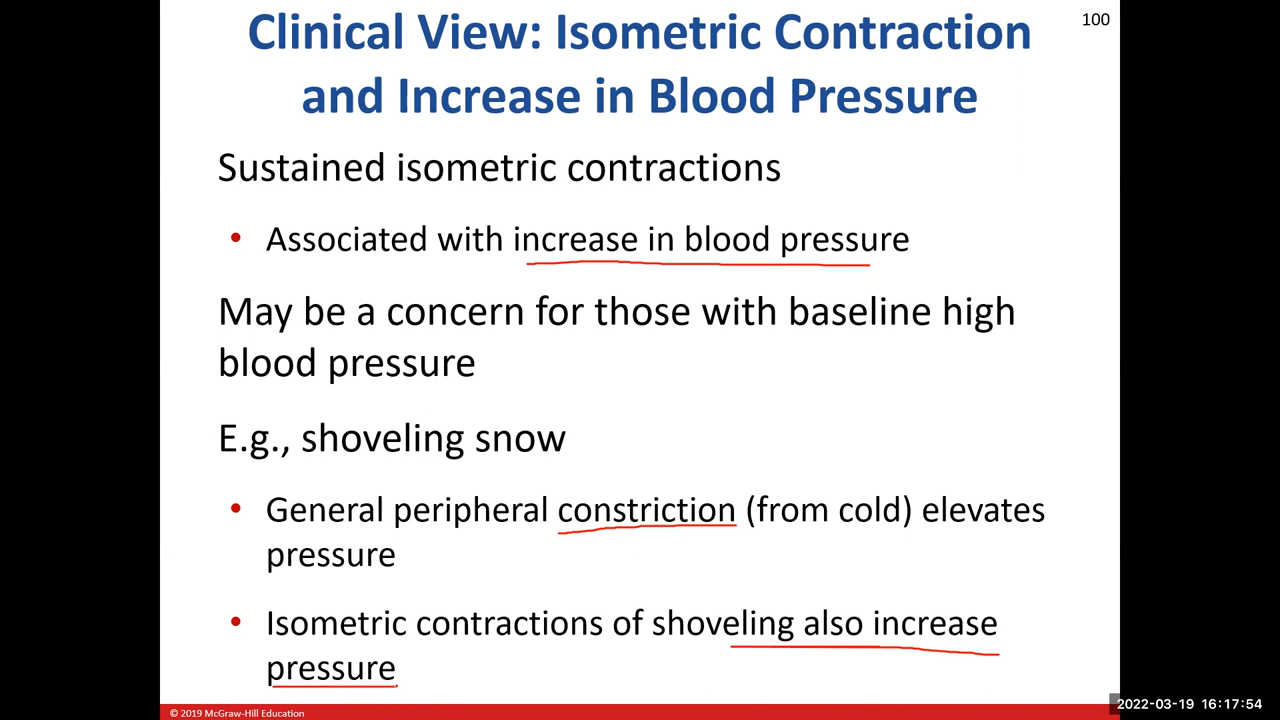 Clinical View: Isometric Contraction
100
and Increase in Blood Pressure
Sustained isometric contractions
• Associated with increase in blood pressure
May be a concern for those with baseline high
blood pressure
E.g., shoveling snow
• General peripheral constriction (from cold) elevates
pressure
• Isometric contractions of shoveling also increase
pressure
© 2019 McGraw-Hill Education
2022-03-19 16:17:54